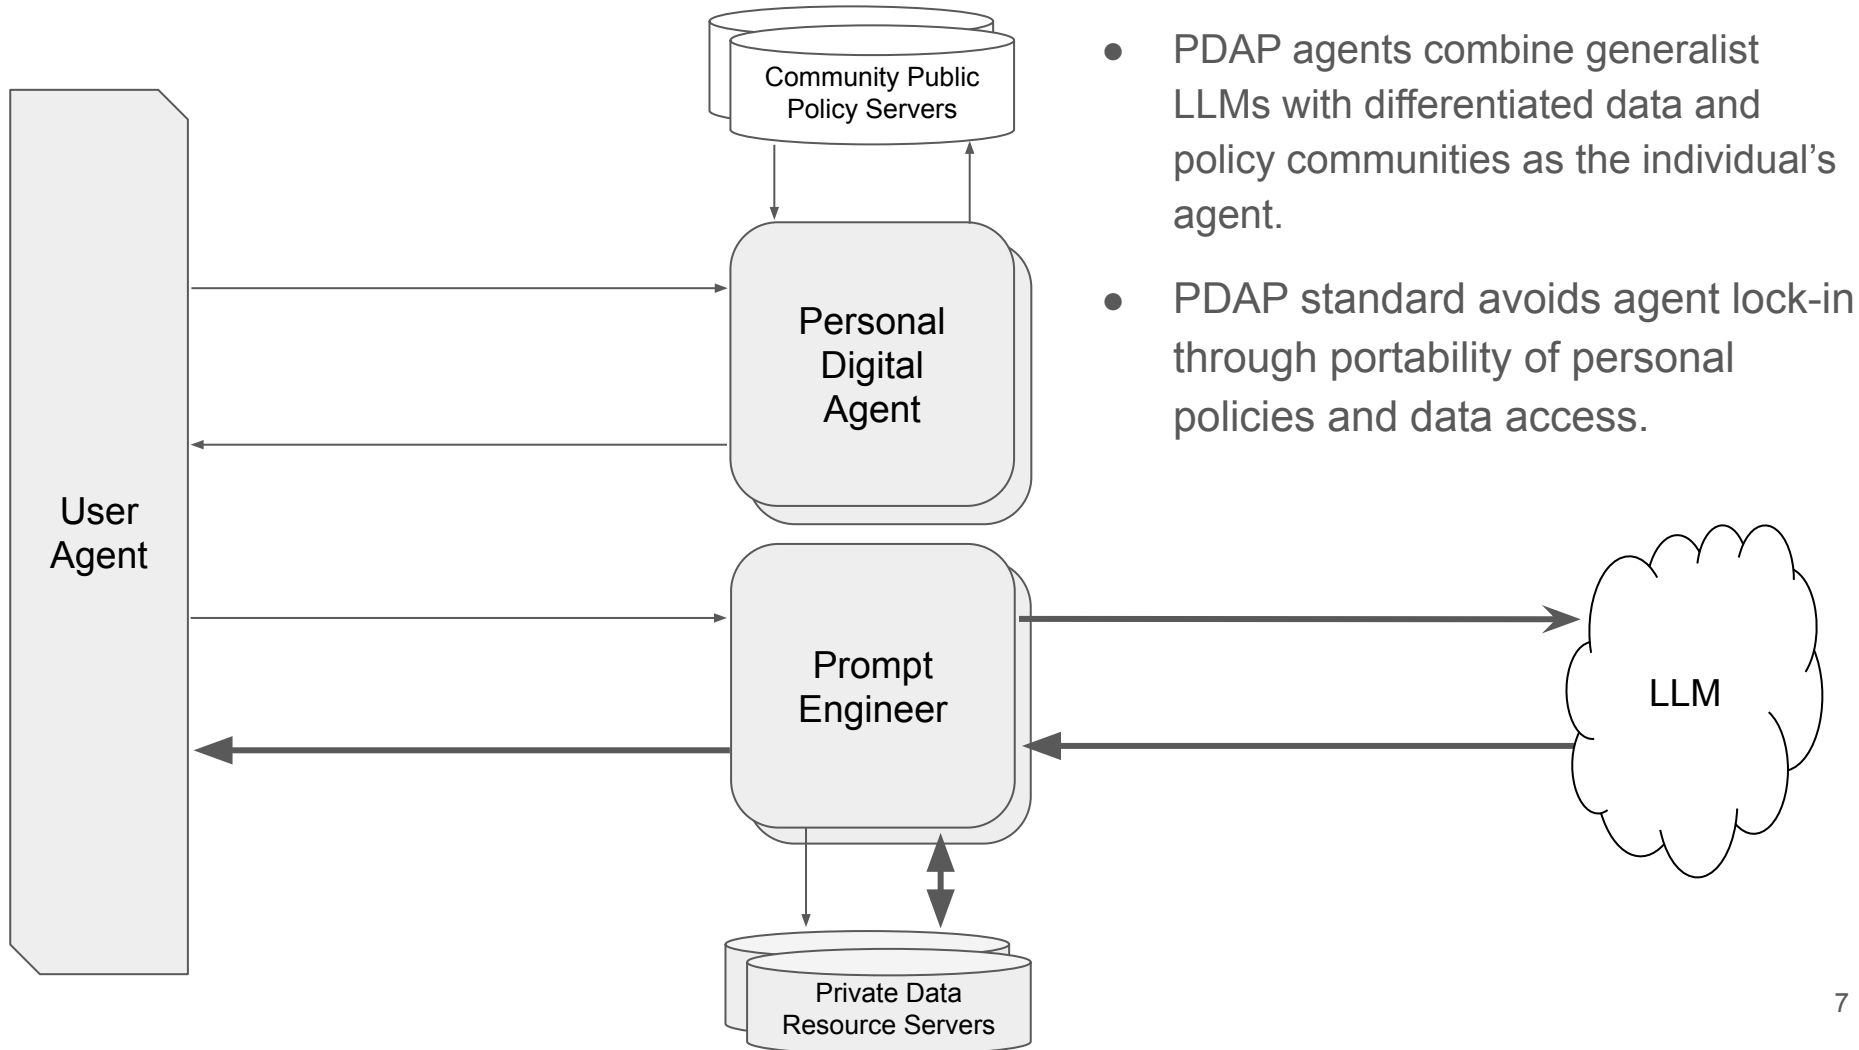 Community Public
Policy Servers
● PDAP agents combine generalist
LLMs with differentiated data and
policy communities as the individual’s
agent.
● PDAP standard avoids agent lock-in
through portability of personal
policies and data access.
Personal
Digital
Agent
User
Agent
Prompt
Engineer
LLM
Private Data
Resource Servers
7